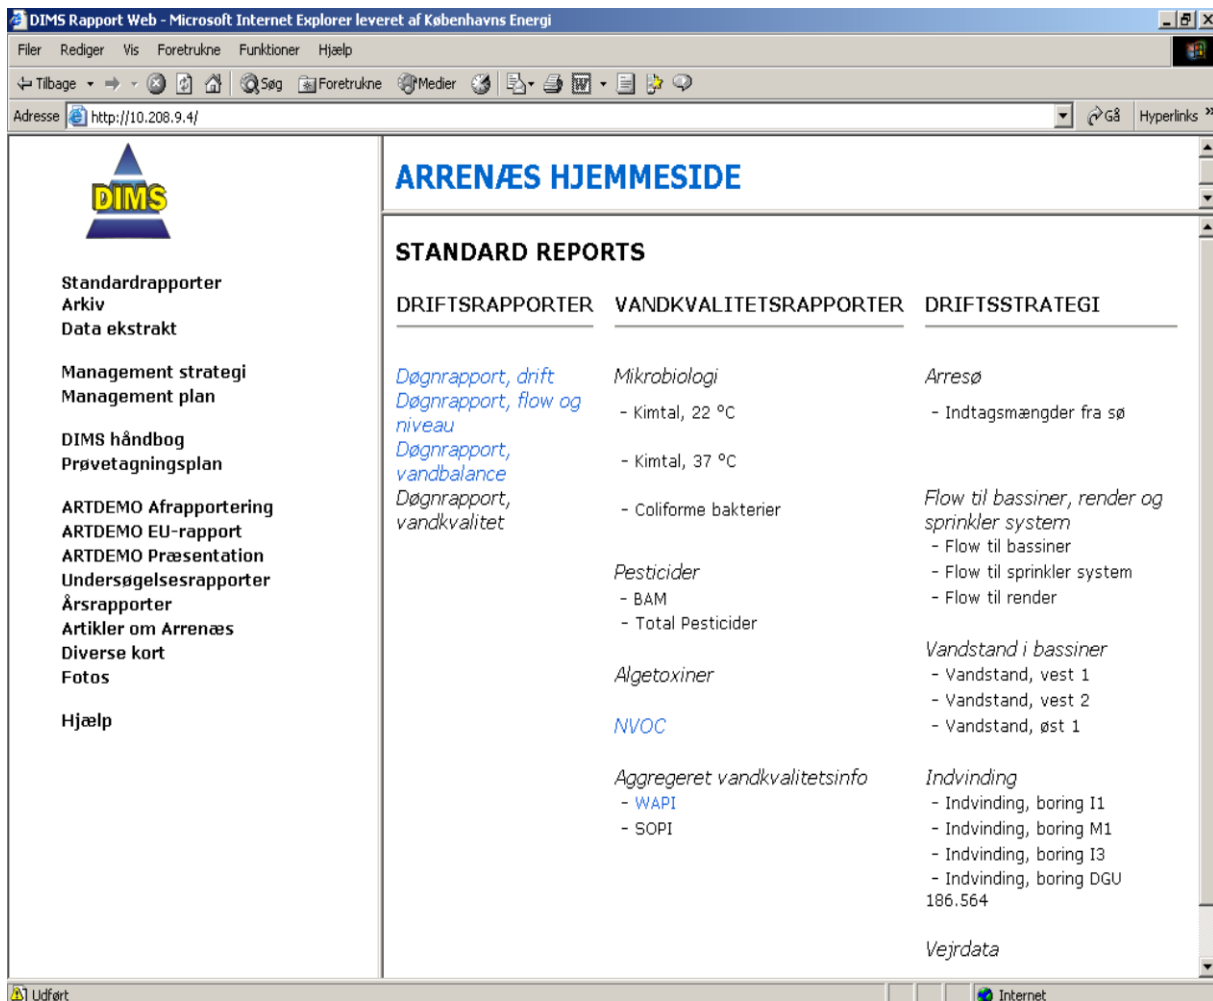 DIMS Rapport Web - Microsoft Internet Explorer leveret af Københavns Energi
Filer Rediger Vis Foretrukne Funktioner Hjælp
Tilbage Søg Foretrukne Medier
Adresse http://10.208.9.4/ Gå Hyperlinks »
DIMS
Standardrapporter
Arkiv
Data ekstrakt
Management strategi
Management plan
DIMS håndbog
Prøvetagningsplan
ARTDEMO Afrapportering
ARTDEMO EU-rapport
ARTDEMO Præsentation
Undersøgelsesrapporter
Årsrapporter
Artikler om Arrenæs
Diverse kort
Fotos
Hjælp
ARRENÆS HJEMMESIDE
STANDARD REPORTS
DRIFTSRAPPORTER
Døgnrapport, drift
Døgnrapport, flow og
niveau
Døgnrapport,
vandbalance
Døgnrapport,
vandkvalitet
VANDKVALITETSRAPPORTER
Mikrobiologi
- Kimtal, 22 °C
- Kimtal, 37 °C
- Coliforme bakterier
Pesticider
- BAM
- Total Pesticider
Algetoxiner
NVOC
Aggregeret vandkvalitetsinfo
- WAPI
- SOPI
DRIFTSSTRATEGI
Arresø
- Indtagsmængder fra sø
Flow til bassiner, render og
sprinkler system
- Flow til bassiner
- Flow til sprinkler system
- Flow til render
Vandstand i bassiner
- Vandstand, vest 1
- Vandstand, vest 2
- Vandstand, øst 1
Indvinding
- Indvinding, boring I1
- Indvinding, boring M1
- Indvinding, boring I3
- Indvinding, boring DGU
186.564
Vejrdata
Udført
Internet